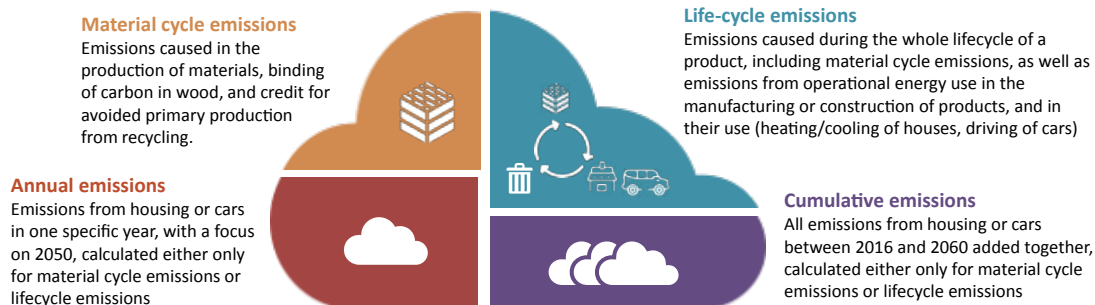 Material cycle emissions
Emissions caused in the
production of materials, binding
of carbon in wood, and credit for
avoided primary production
from recycling.
Life-cycle emissions
Emissions caused during the whole lifecycle of a
product, including material cycle emissions, as well as
emissions from operational energy use in the
manufacturing or construction of products, and in
their use (heating/cooling of houses, driving of cars)
Annual emissions
Emissions from housing or cars
in one specific year, with a focus
on 2050, calculated either only
for material cycle emissions or
lifecycle emissions
Cumulative emissions
All emissions from housing or cars
between 2016 and 2060 added together,
calculated either only for material cycle
emissions or lifecycle emissions